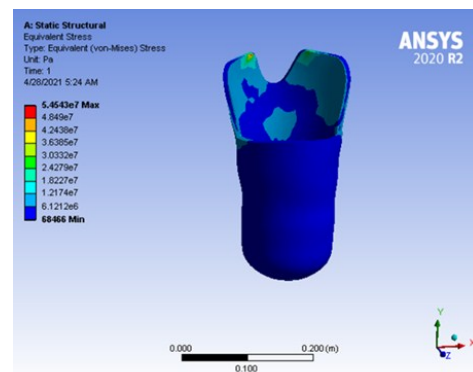 A: Static Structural
Equivalent Stress
Type: Equivalent (von-Mises) Stress
Unit: Pa
Time: 1
4/28/2021 5:24 AM
5.4543e7 Max
4.849e7
4.2438e7
3.6385e7
3.0332e7
2.4279e7
1.8227e7
1.2174e7
6.1212e6
68466 Min
ANSYS
2020 R2
0.000
0.200 (m)
0.100
Y
X
Z